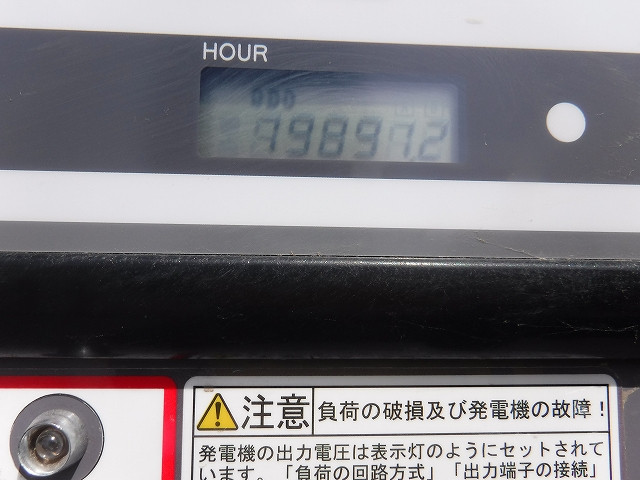 HOUR
79897.2
注意 負荷の破損及び発電機の故障！
発電機の出力電圧は表示灯のようにセットされて
います。「負荷の回路方式」「出力端子の接続」